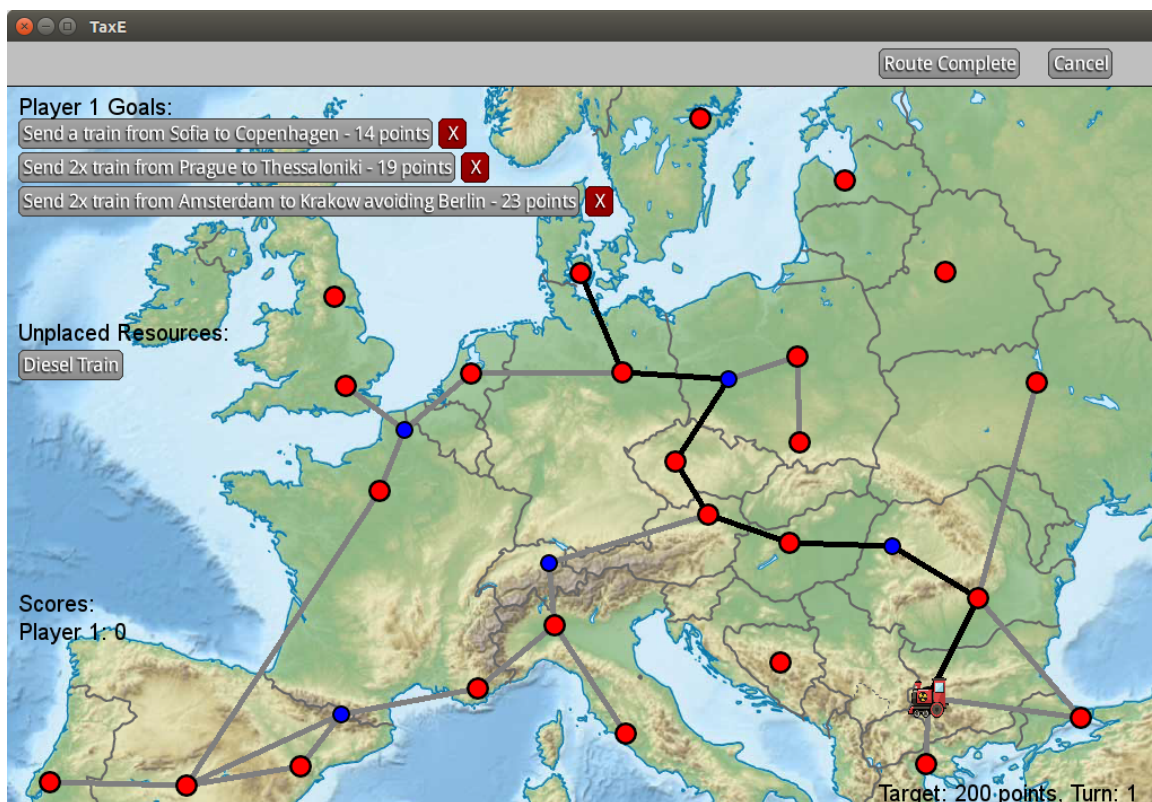 TaxE
Route Complete
Cancel
Player 1 Goals:
Send a train from Sofia to Copenhagen - 14 points X
Send 2x train from Prague to Thessaloniki - 19 points X
Send 2x train from Amsterdam to Krakow avoiding Berlin - 23 points X
Unplaced Resources:
Diesel Train
Scores:
Player 1: 0
Target: 200 points, Turn: 1